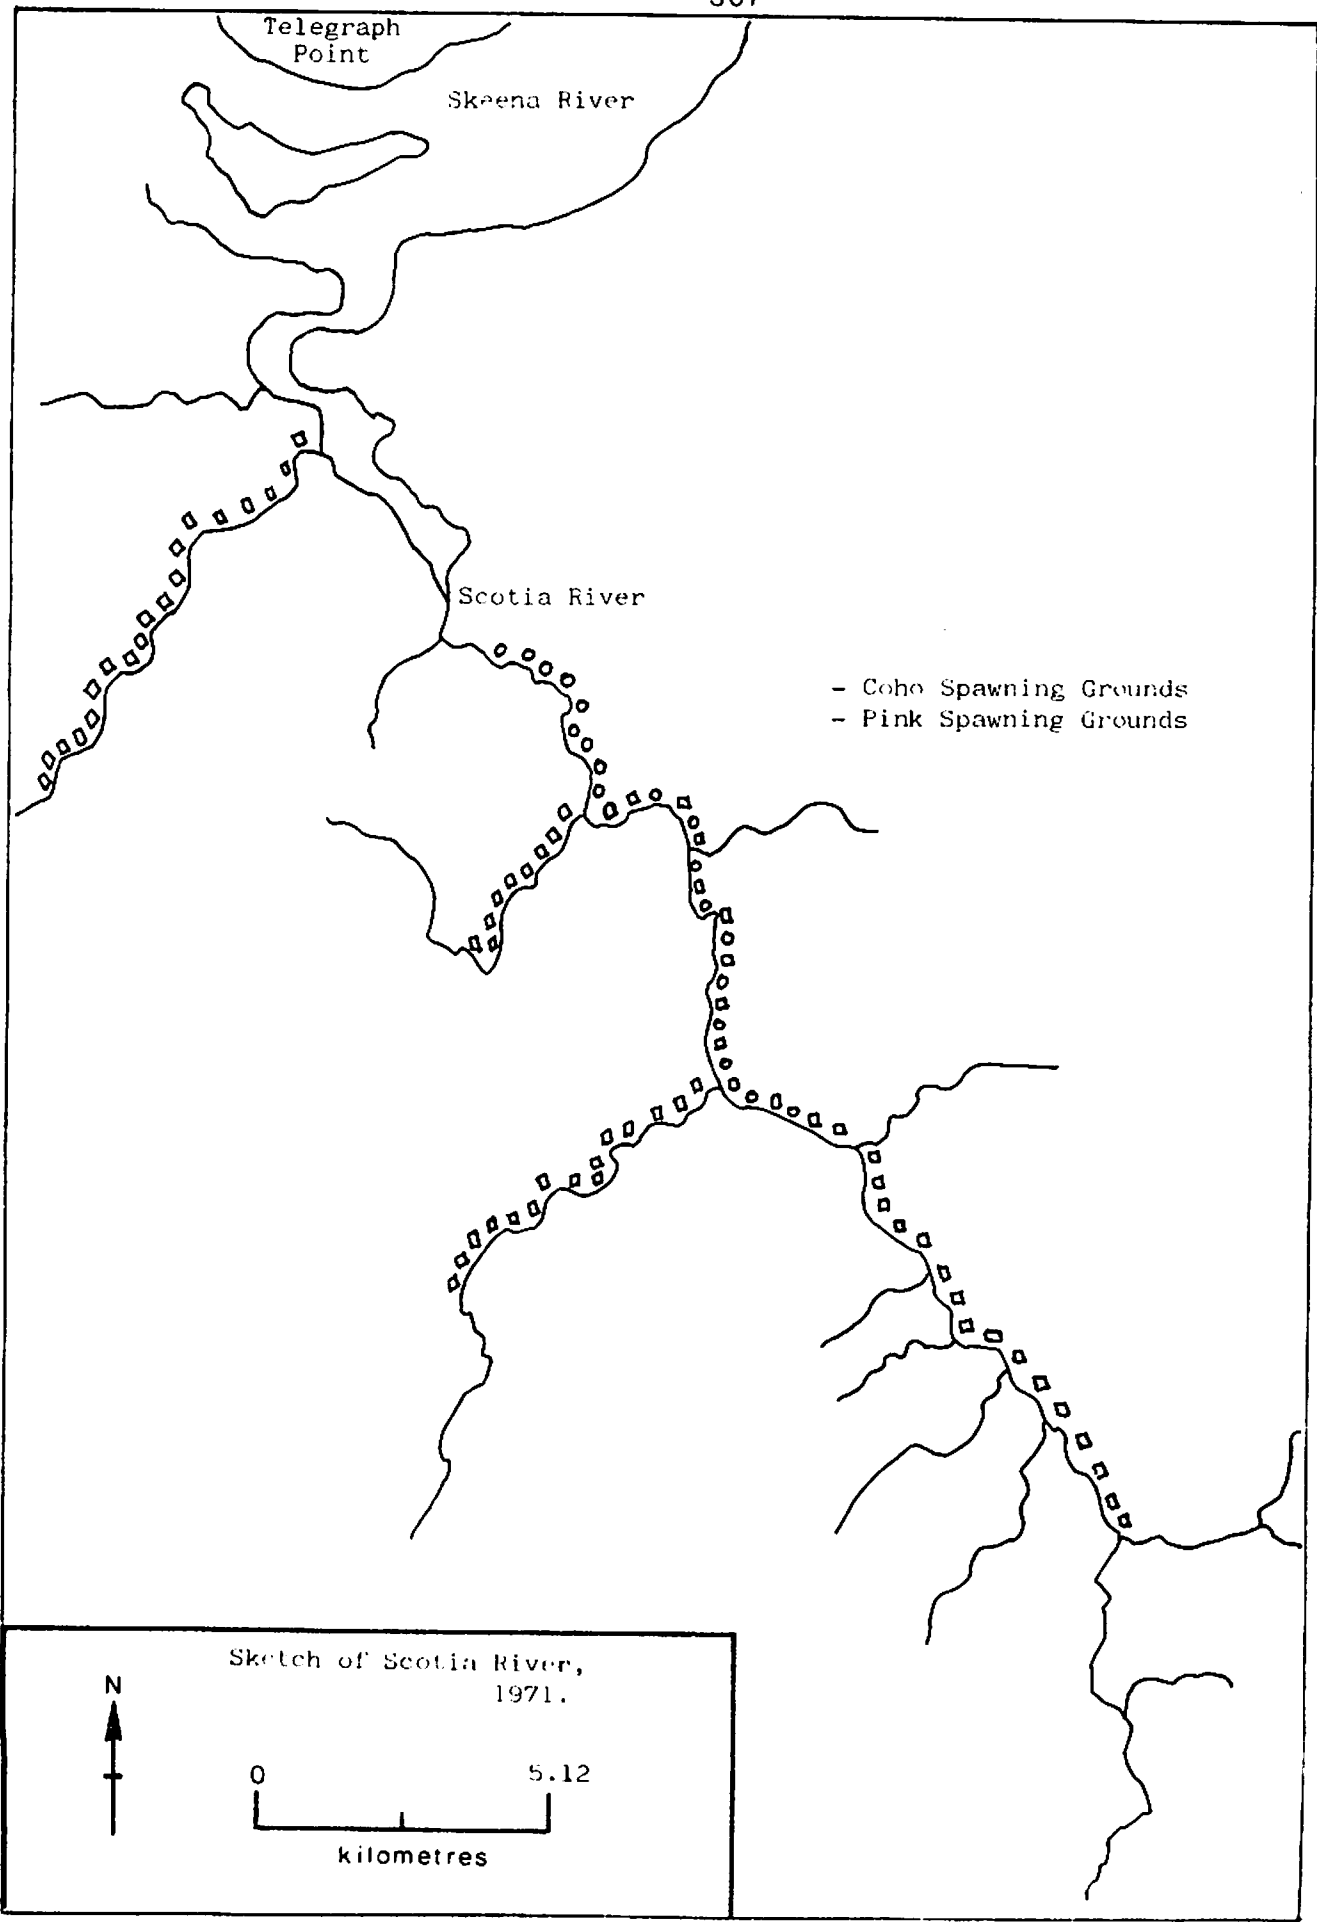 Telegraph
Point
Skeena River
Scotia River
- Coho Spawning Grounds
- Pink Spawning Grounds
Sketch of Scotia River,
1971.
N
0 5.12
kilometres